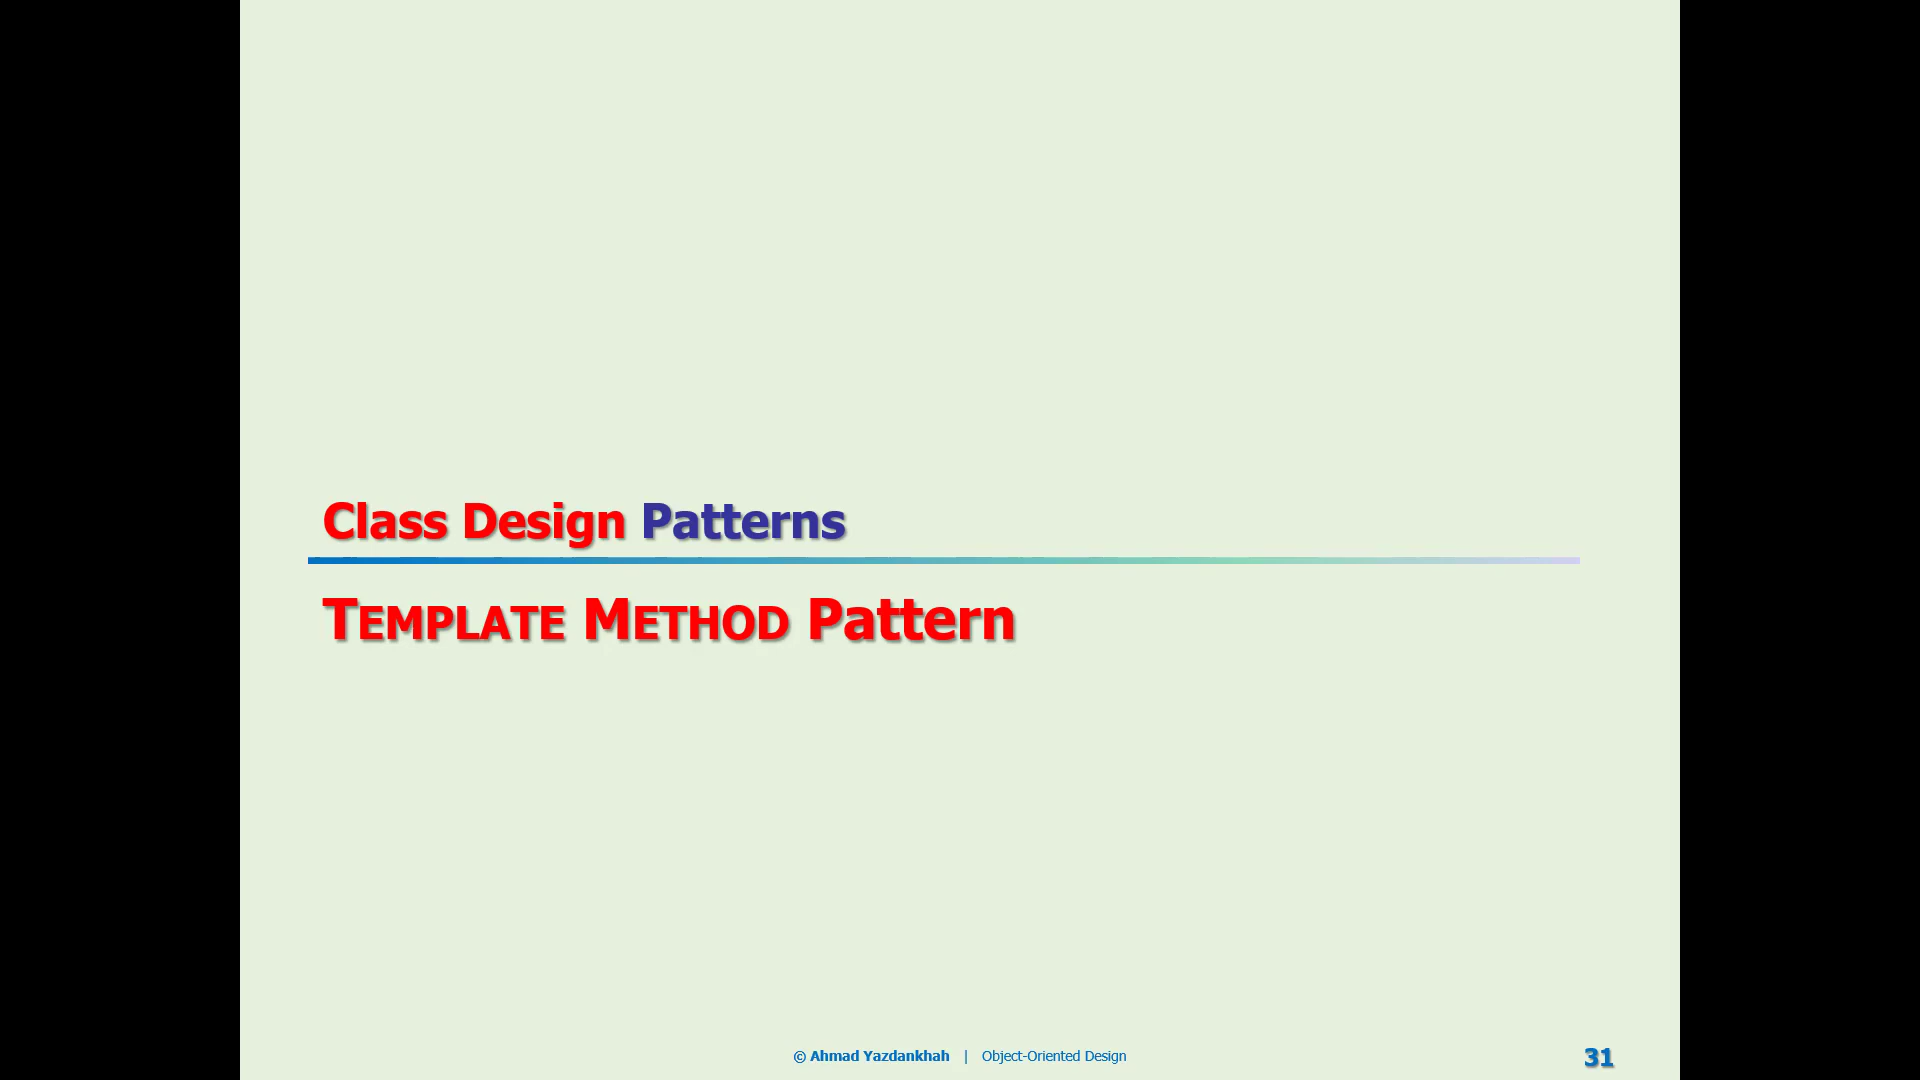 Class Design Patterns
TEMPLATE METHOD Pattern
© Ahmad Yazdankhah | Object-Oriented Design
31